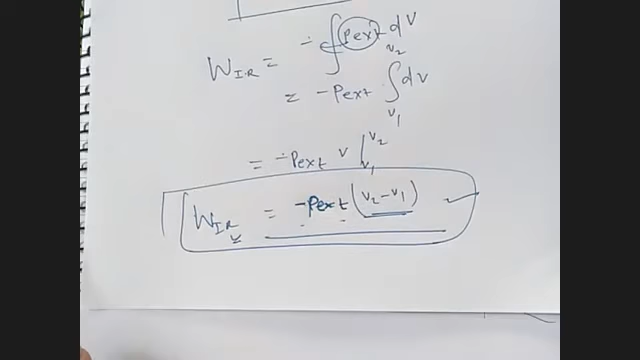 W_IR = - ∫ Pext dV
= -Pext ∫_{V1}^{V2} dV
= -Pext V |_{V1}^{V2}
W_IR = -Pext (V2 - V1)